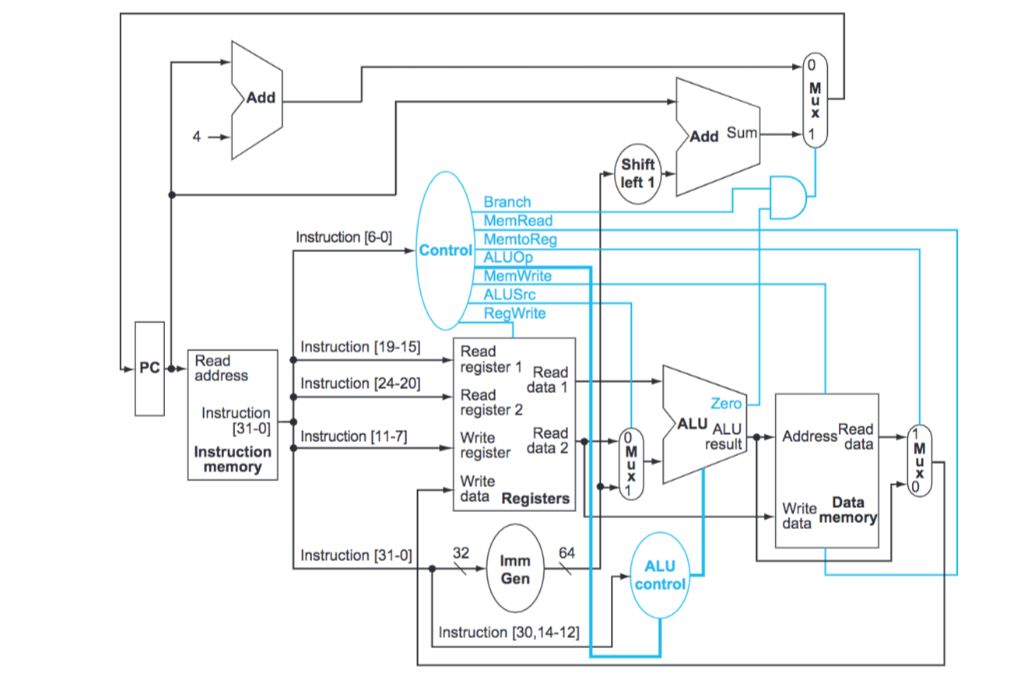 0
M
u
x
1
Add
4
Add Sum
Shift
left 1
Branch
MemRead
MemtoReg
ALUOp
MemWrite
ALUSrc
RegWrite
Control
Instruction [6-0]
PC
Read
address
Instruction
[31-0]
Instruction
memory
Instruction [19-15]
Instruction [24-20]
Instruction [11-7]
Read
register 1
Read
data 1
Read
register 2
Write
register
Read
data 2
Write
data
Registers
0
M
u
x
1
Zero
ALU
ALU
result
Address
Read
data
Write
data
Data
memory
1
M
u
x
0
Instruction [31-0]
32
Imm
Gen
64
ALU
control
Instruction [30,14-12]